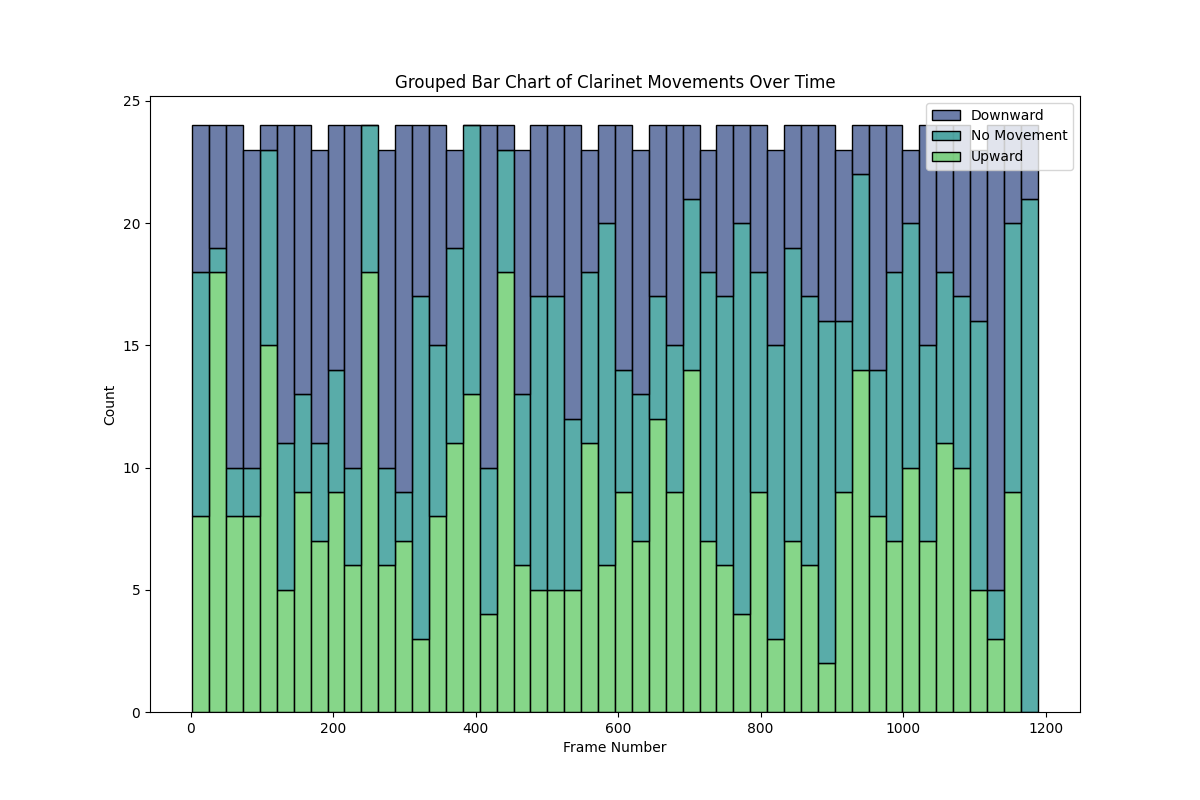 Grouped Bar Chart of Clarinet Movements Over Time
25
20
15
10
5
0
Count
Downward
No Movement
Upward
0 200 400 600 800 1000 1200
Frame Number